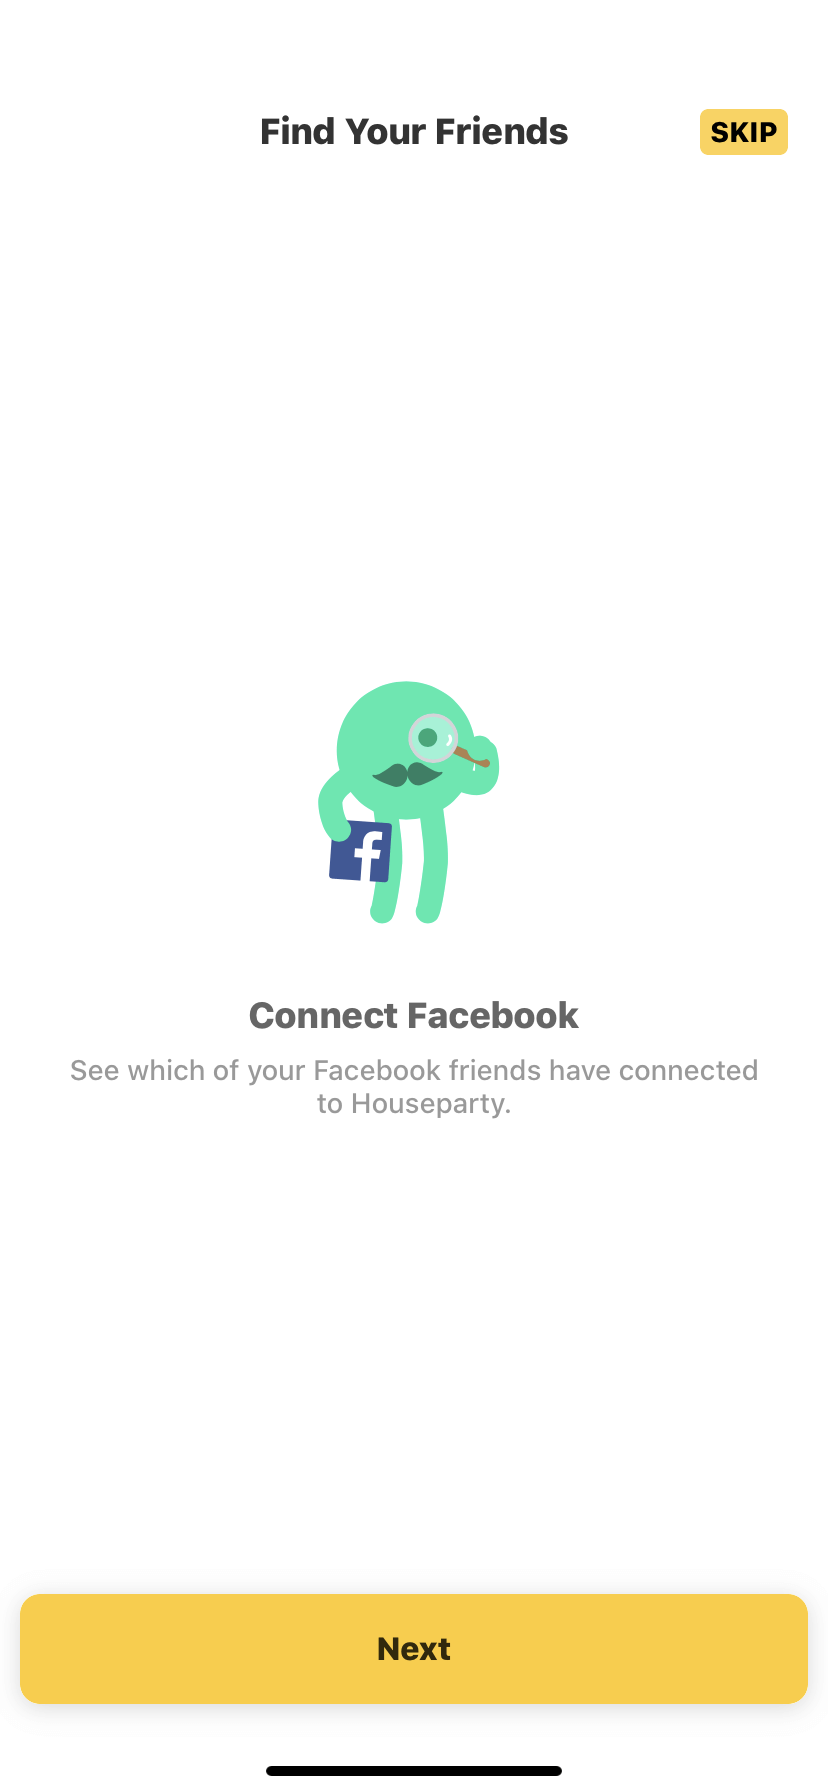 Find Your Friends
SKIP
Connect Facebook
See which of your Facebook friends have connected
to Houseparty.
Next